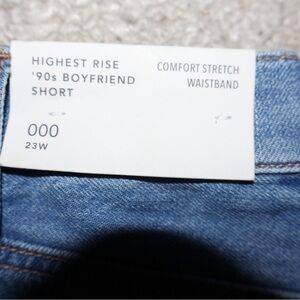 HIGHEST RISE
'90s BOYFRIEND
SHORT
COMFORT STRETCH
WAISTBAND
000
23W